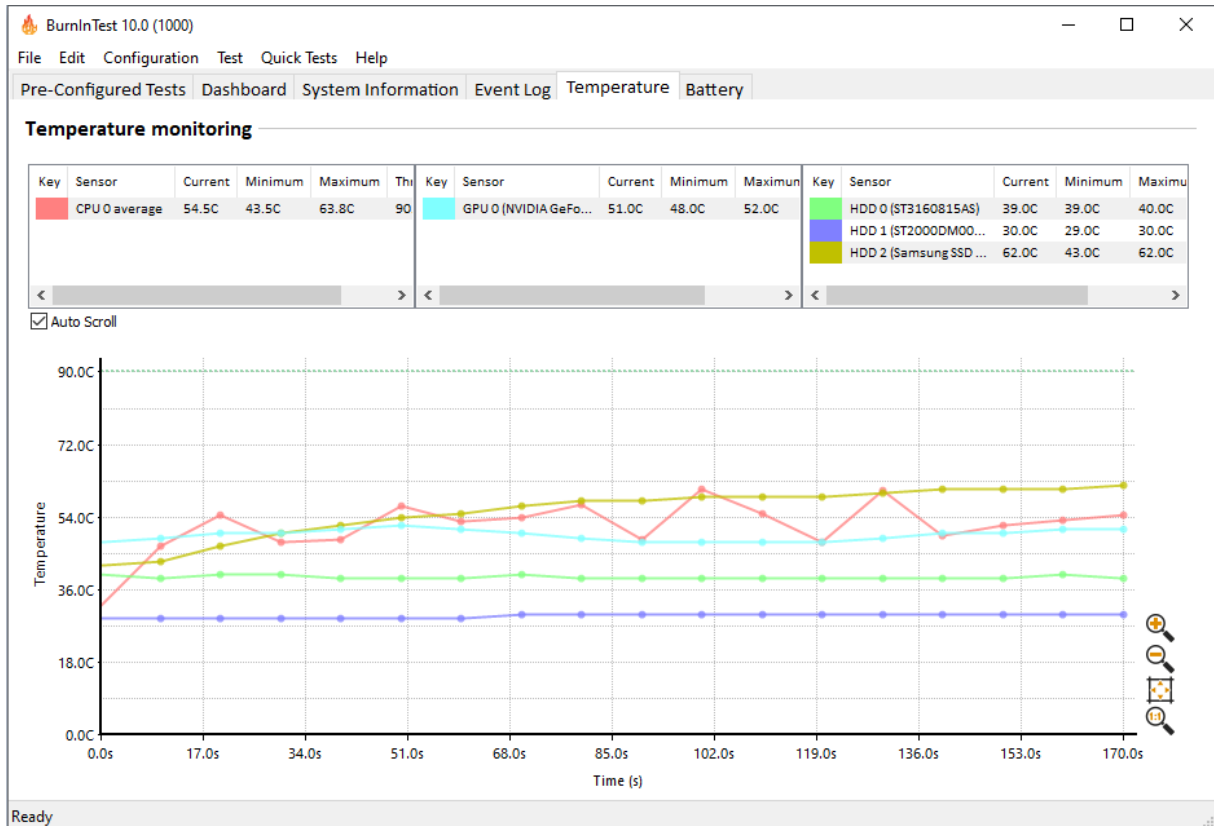 BurnInTest 10.0 (1000)
File Edit Configuration Test Quick Tests Help
Pre-Configured Tests Dashboard System Information Event Log Temperature Battery
Temperature monitoring
Key Sensor Current Minimum Maximum Thr
CPU 0 average 54.5C 43.5C 63.8C 90
Key Sensor Current Minimum Maximun
GPU 0 (NVIDIA GeFo... 51.0C 48.0C 52.0C
Key Sensor Current Minimum Maximu
HDD 0 (ST3160815AS) 39.0C 39.0C 40.0C
HDD 1 (ST2000DM00... 30.0C 29.0C 30.0C
HDD 2 (Samsung SSD ... 62.0C 43.0C 62.0C
Auto Scroll
90.0C
72.0C
54.0C
36.0C
18.0C
0.0C
Temperature
0.0s 17.0s 34.0s 51.0s 68.0s 85.0s 102.0s 119.0s 136.0s 153.0s 170.0s
Time (s)
1:1
Ready